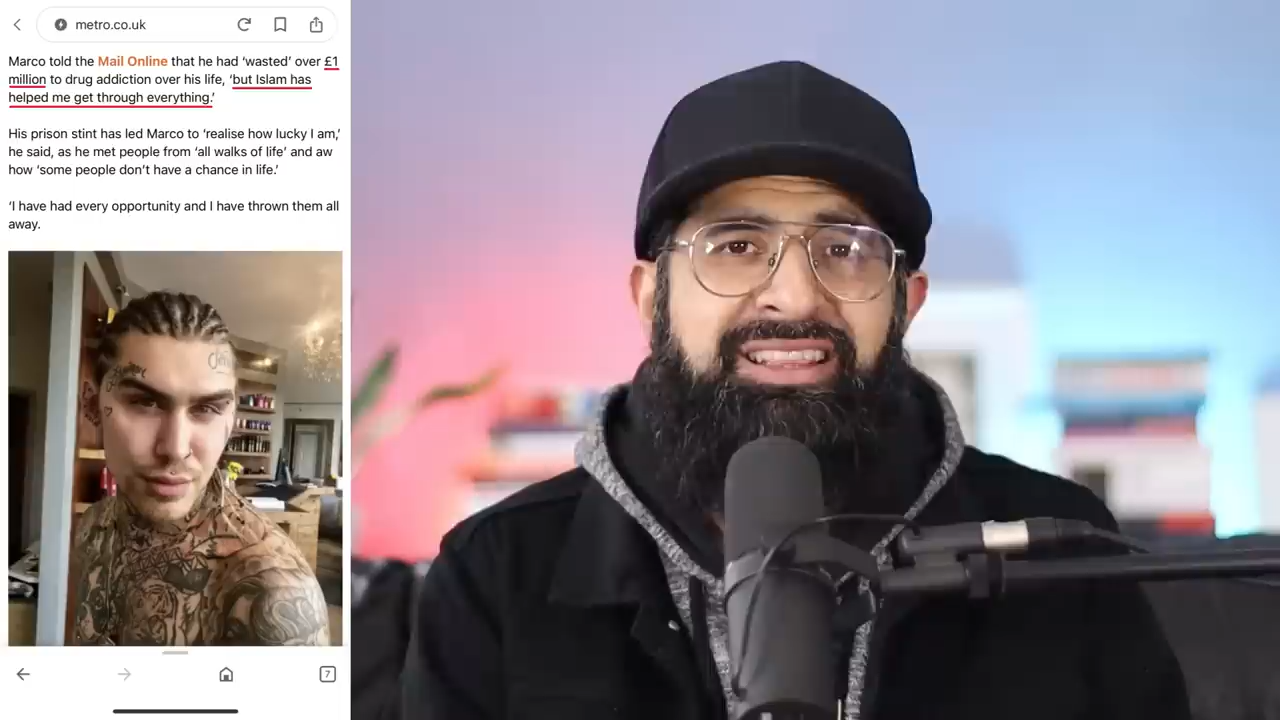 metro.co.uk
Marco told the Mail Online that he had ‘wasted’ over £1
million to drug addiction over his life, ‘but Islam has
helped me get through everything.’
His prison stint has led Marco to ‘realise how lucky I am,’
he said, as he met people from ‘all walks of life’ and aw
how ‘some people don’t have a chance in life.’
‘I have had every opportunity and I have thrown them all
away.
7